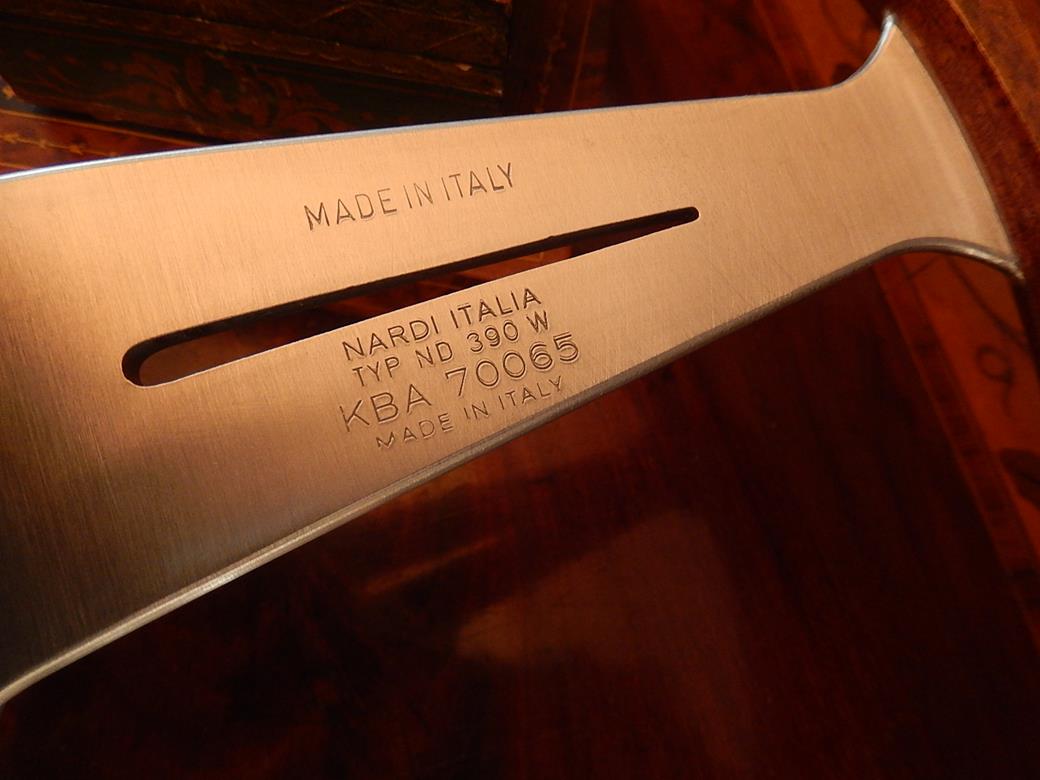 MADE IN ITALY
NARDI ITALIA
TYP ND 390 W
KBA 70065
MADE IN ITALY